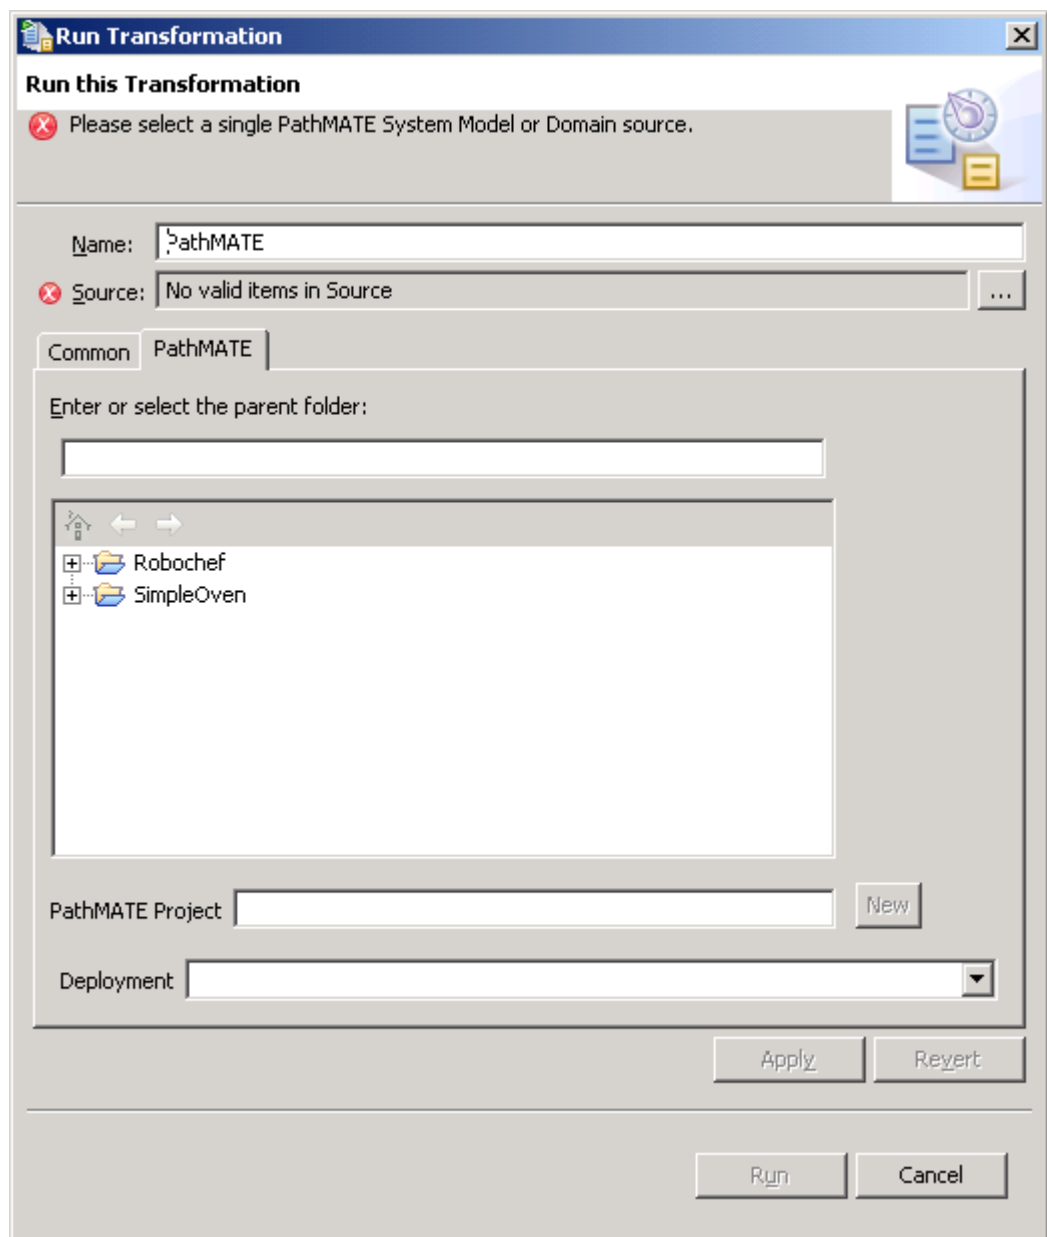 Run Transformation
Run this Transformation
Please select a single PathMATE System Model or Domain source.
Name: PathMATE
Source: No valid items in Source ...
Common PathMATE
Enter or select the parent folder:
Robochef
SimpleOven
PathMATE Project New
Deployment
Apply Revert
Run Cancel